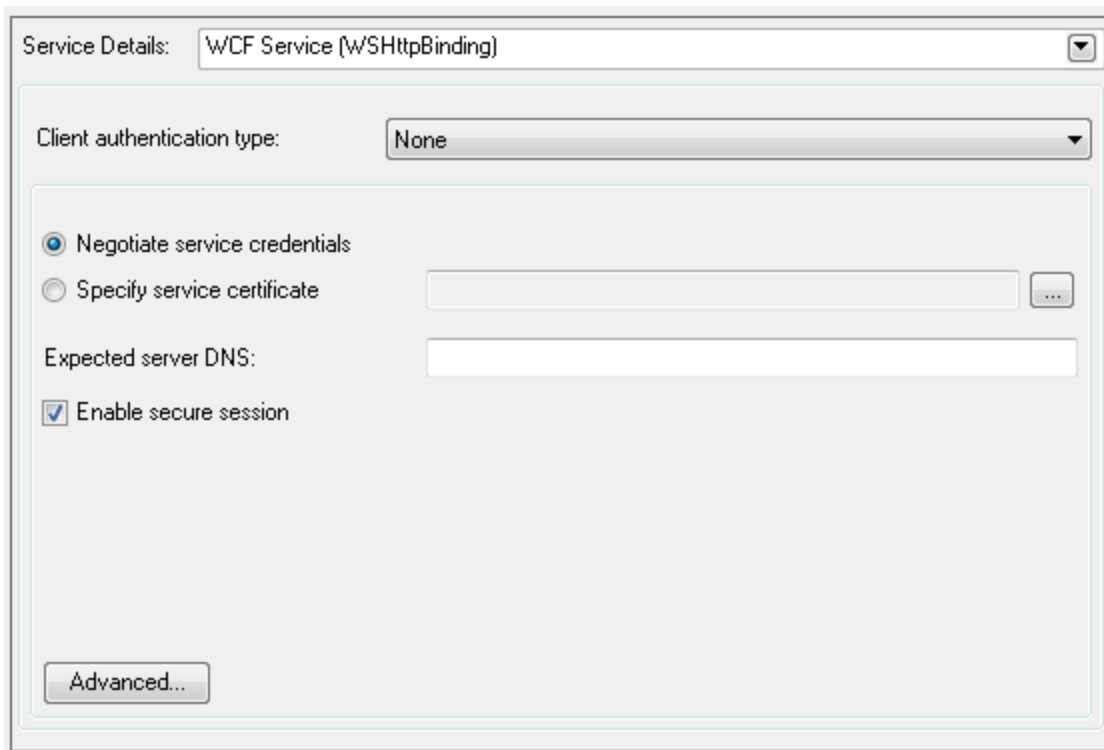 Service Details: WCF Service (WSHttpBinding)
Client authentication type: None
Negotiate service credentials
Specify service certificate ...
Expected server DNS:
Enable secure session
Advanced...